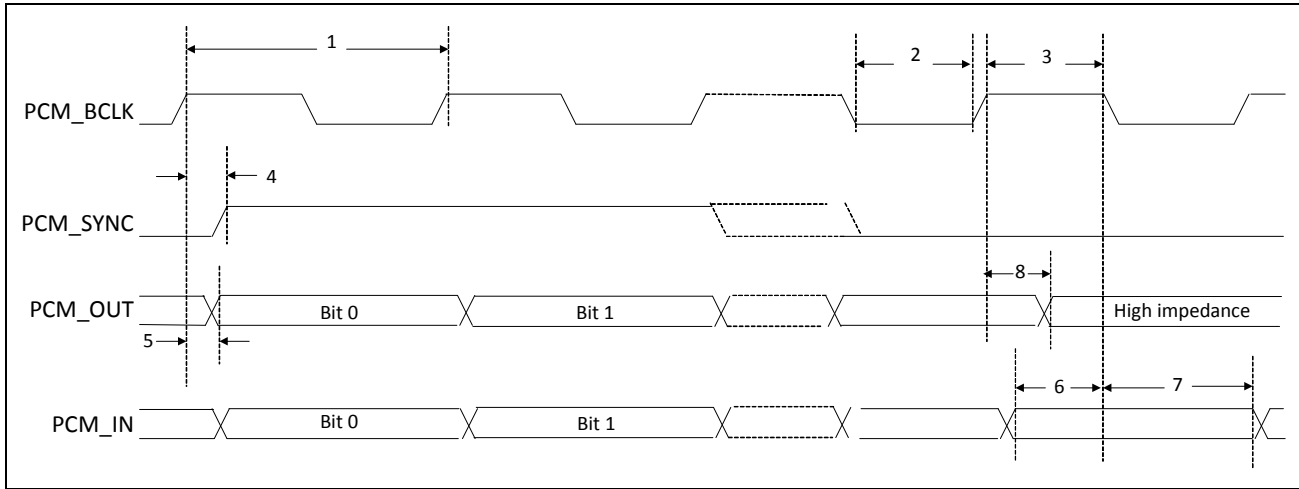 1
2
3
PCM_BCLK
4
PCM_SYNC
8
PCM_OUT
Bit 0
Bit 1
High impedance
5
6
7
PCM_IN
Bit 0
Bit 1